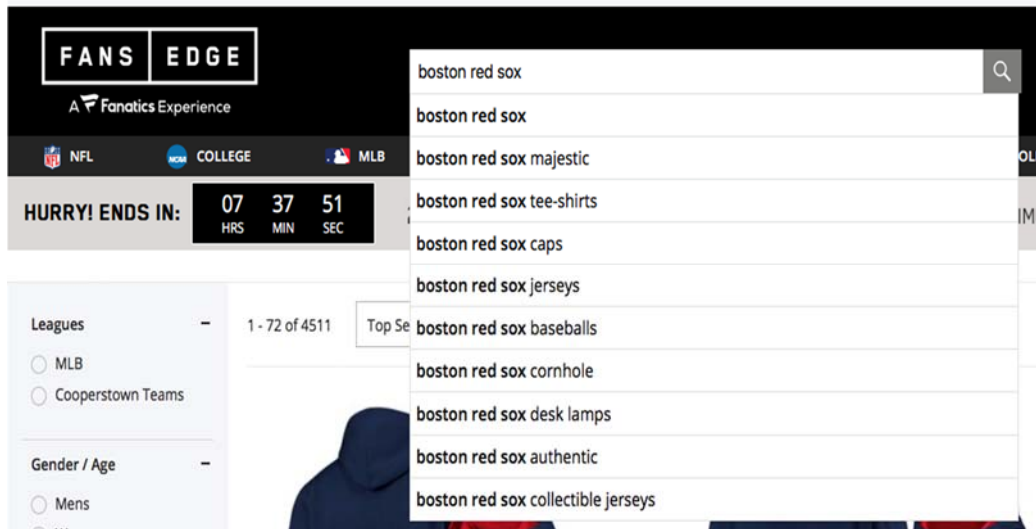 FANS EDGE
A Fanatics Experience
boston red sox
boston red sox
boston red sox majestic
boston red sox tee-shirts
boston red sox caps
boston red sox jerseys
boston red sox baseballs
boston red sox cornhole
boston red sox desk lamps
boston red sox authentic
boston red sox collectible jerseys
NFL COLLEGE MLB
HURRY! ENDS IN: 07 HRS 37 MIN 51 SEC
Leagues
MLB
Cooperstown Teams
Gender / Age
Mens
1 - 72 of 4511 Top Se